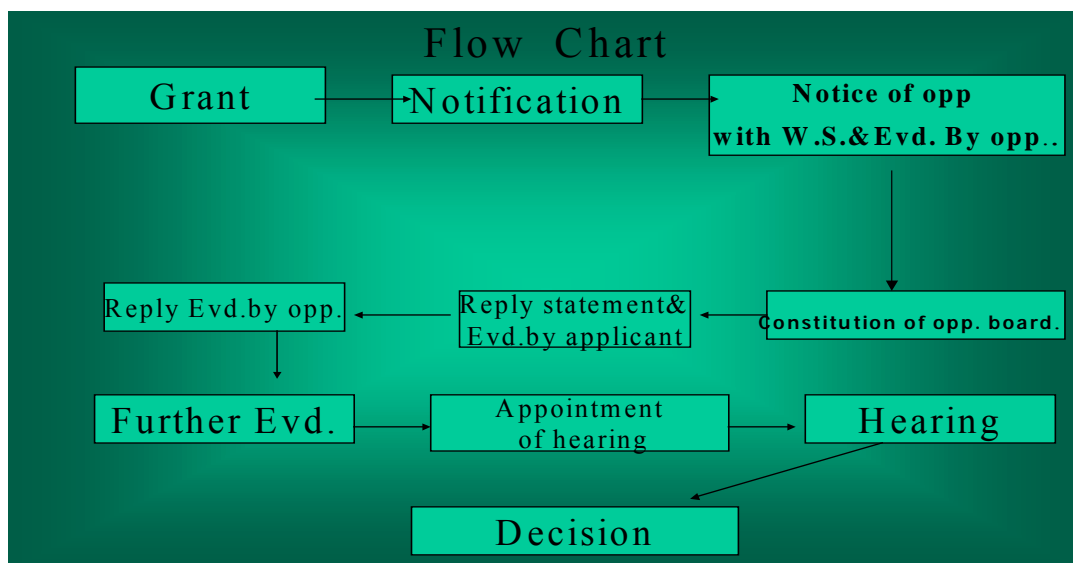 Flow Chart
Grant
Notification
Notice of opp
with W.S.&Evd. By opp..
Constitution of opp. board.
Reply statement&
Evd.by applicant
Reply Evd.by opp.
Further Evd.
Appointment
of hearing
Hearing
Decision